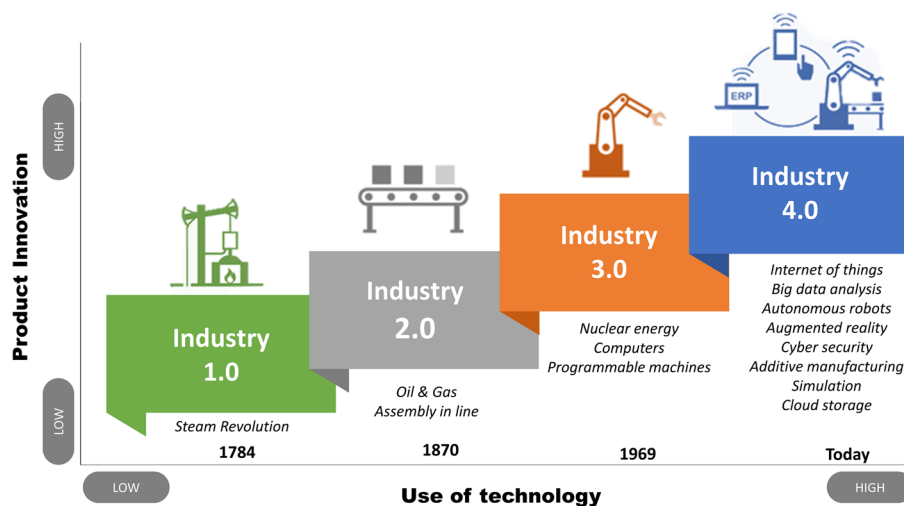 Product Innovation
HIGH
LOW
ERP
Industry
1.0
Steam Revolution
1784
Industry
2.0
Oil & Gas
Assembly in line
1870
Industry
3.0
Nuclear energy
Computers
Programmable machines
1969
Industry
4.0
Internet of things
Big data analysis
Autonomous robots
Augmented reality
Cyber security
Additive manufacturing
Simulation
Cloud storage
Today
LOW
Use of technology
HIGH